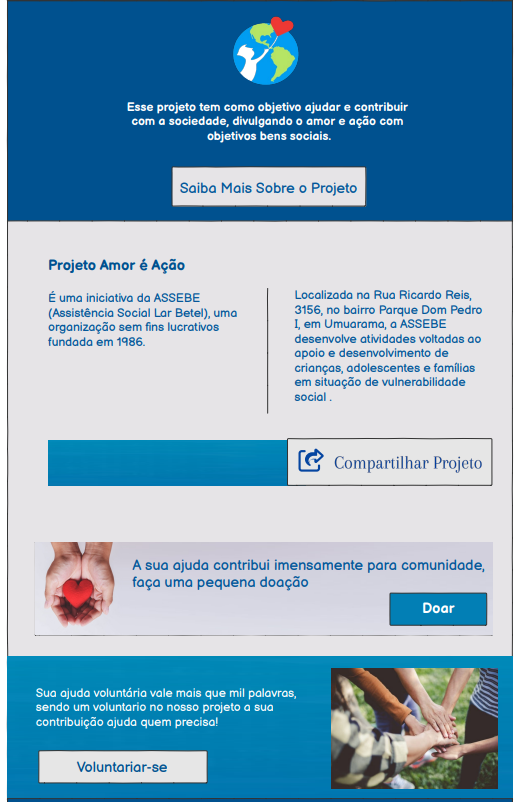 Esse projeto tem como objetivo ajudar e contribuir
com a sociedade, divulgando o amor e ação com
objetivos bens sociais.
Saiba Mais Sobre o Projeto
Projeto Amor é Ação
É uma iniciativa da ASSEBE
(Assistência Social Lar Betel), uma
organização sem fins lucrativos
fundada em 1986.
Localizada na Rua Ricardo Reis,
3156, no bairro Parque Dom Pedro
I, em Umuarama, a ASSEBE
desenvolve atividades voltadas ao
apoio e desenvolvimento de
crianças, adolescentes e famílias
em situação de vulnerabilidade
social .
Compartilhar Projeto
A sua ajuda contribui imensamente para comunidade,
faça uma pequena doação
Doar
Sua ajuda voluntária vale mais que mil palavras,
sendo um voluntario no nosso projeto a sua
contribuição ajuda quem precisa!
Voluntariar-se